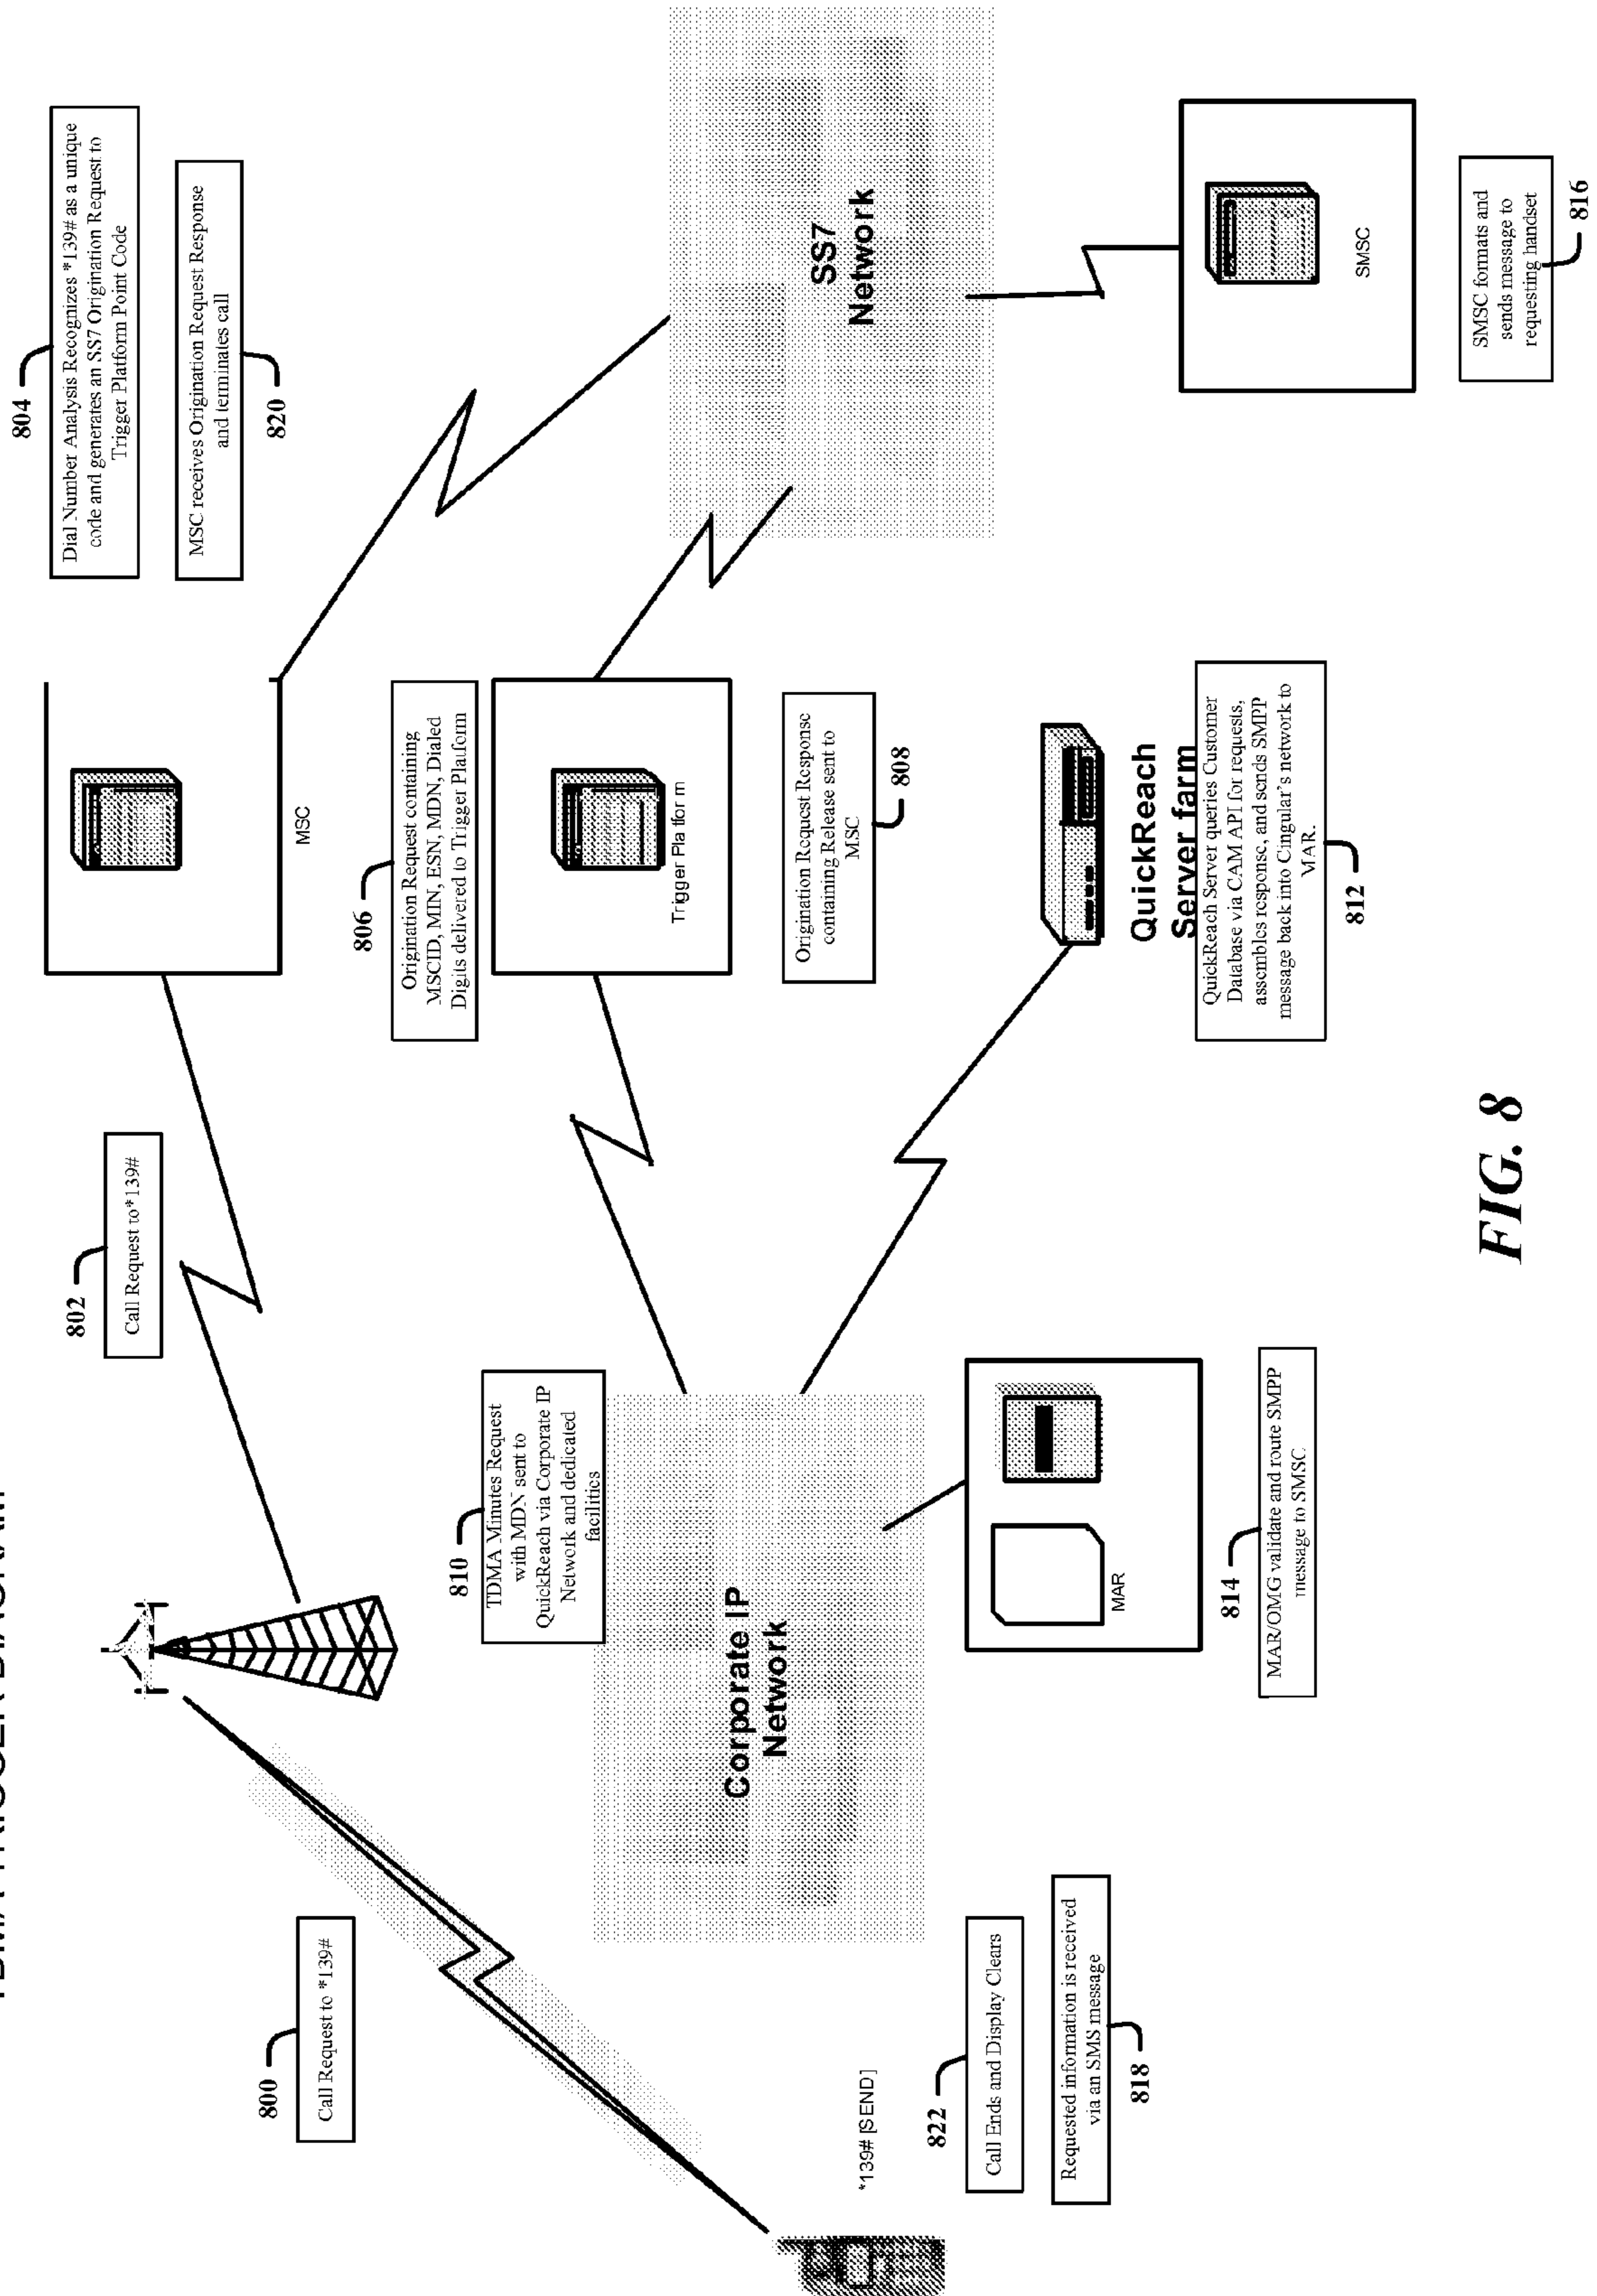 800
Call Request to *139#
802
Call Request to*139#
804
Dial Number Analysis Recognizes *139# as a unique
code and generates an SS7 Origination Request to
Trigger Platform Point Code
MSC receives Origination Request Response
and terminates call
820
MSC
806
Origination Request containing
MSCID, MIN, ESN, MDN, Dialed
Digits delivered to Trigger Platform
Trigger Platform
Origination Request Response
containing Release sent to
MSC
808
810
TDMA Minutes Request
with MDN sent to
QuickReach via Corporate IP
Network and dedicated
facilities
Corporate IP
Network
SS7
Network
*139# [SEND]
822
Call Ends and Display Clears
Requested information is received
via an SMS message
818
MAR
814
MAR/OMG validate and route SMPP
message to SMSC
QuickReach
Server farm
QuickReach Server queries Customer
Database via CAM API for requests,
assembles response, and sends SMPP
message back into Cingular's network to
MAR.
812
SMSC
SMSC formats and
sends message to
requesting handset
816
FIG. 8